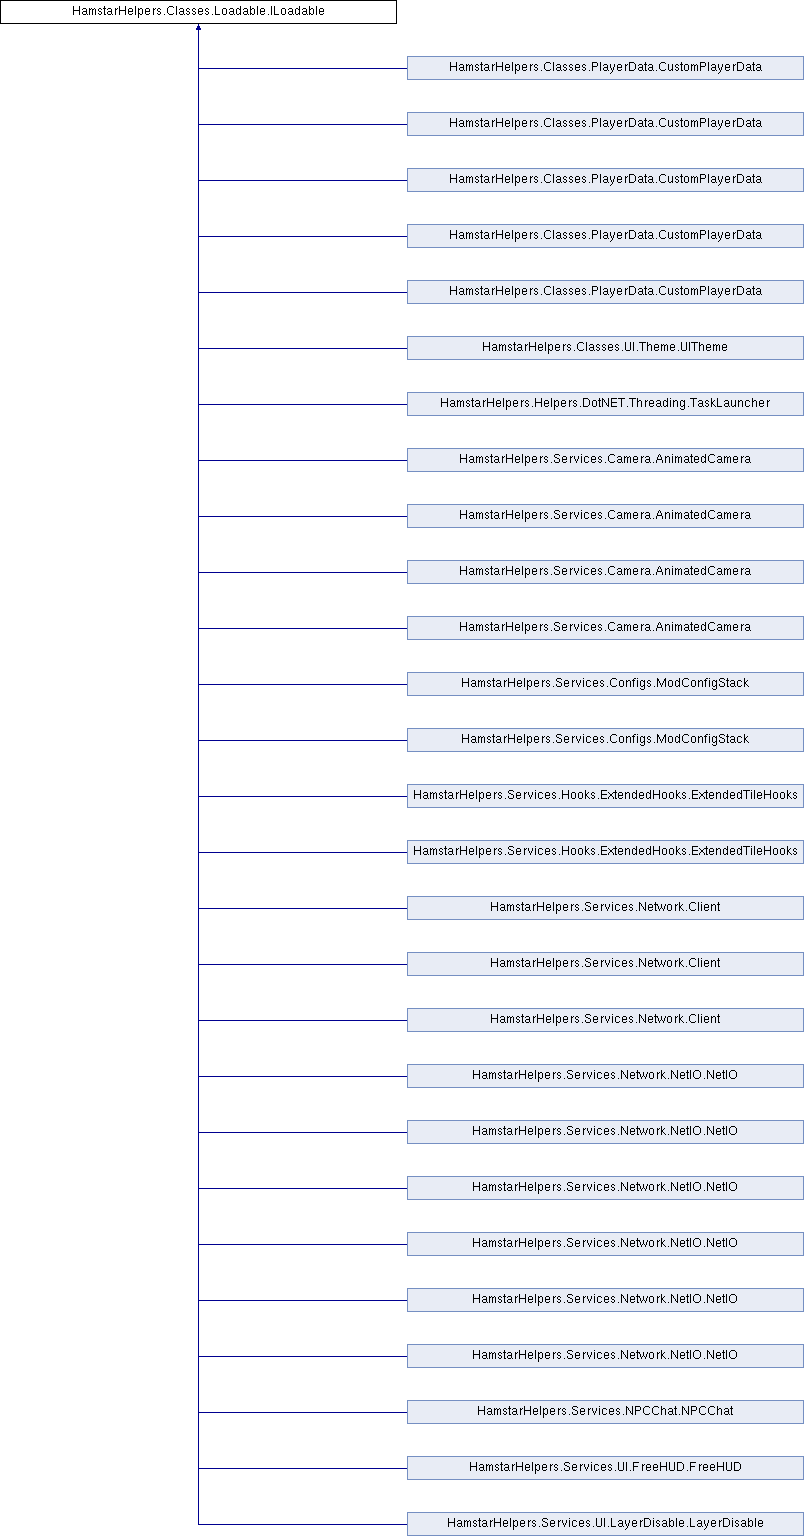 HamstarHelpers.Classes.Loadable.ILoadable
HamstarHelpers.Classes.PlayerData.CustomPlayerData
HamstarHelpers.Classes.PlayerData.CustomPlayerData
HamstarHelpers.Classes.PlayerData.CustomPlayerData
HamstarHelpers.Classes.PlayerData.CustomPlayerData
HamstarHelpers.Classes.PlayerData.CustomPlayerData
HamstarHelpers.Classes.UI.Theme.UITheme
HamstarHelpers.Helpers.DotNET.Threading.TaskLauncher
HamstarHelpers.Services.Camera.AnimatedCamera
HamstarHelpers.Services.Camera.AnimatedCamera
HamstarHelpers.Services.Camera.AnimatedCamera
HamstarHelpers.Services.Camera.AnimatedCamera
HamstarHelpers.Services.Configs.ModConfigStack
HamstarHelpers.Services.Configs.ModConfigStack
HamstarHelpers.Services.Hooks.ExtendedHooks.ExtendedTileHooks
HamstarHelpers.Services.Hooks.ExtendedHooks.ExtendedTileHooks
HamstarHelpers.Services.Network.Client
HamstarHelpers.Services.Network.Client
HamstarHelpers.Services.Network.Client
HamstarHelpers.Services.Network.NetIO.NetIO
HamstarHelpers.Services.Network.NetIO.NetIO
HamstarHelpers.Services.Network.NetIO.NetIO
HamstarHelpers.Services.Network.NetIO.NetIO
HamstarHelpers.Services.Network.NetIO.NetIO
HamstarHelpers.Services.Network.NetIO.NetIO
HamstarHelpers.Services.NPCChat.NPCChat
HamstarHelpers.Services.UI.FreeHUD.FreeHUD
HamstarHelpers.Services.UI.LayerDisable.LayerDisable